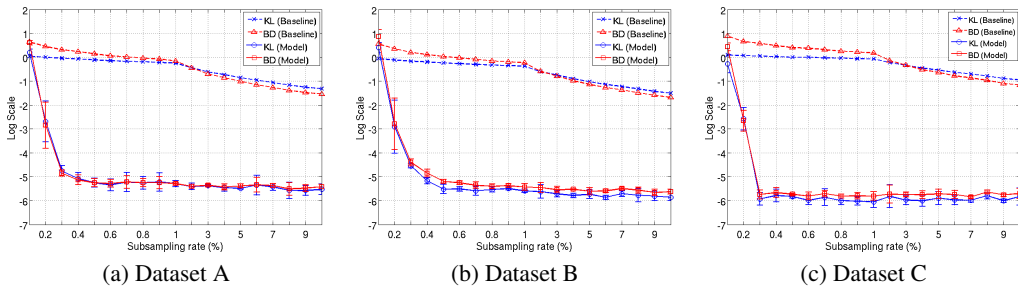 KL (Baseline)
BD (Baseline)
KL (Model)
BD (Model)
3
2
1
0
-1
-2
-3
-4
-5
-6
-7
Log Scale
0.2 0.4 0.6 0.8 1 3 5 7 9
Subsampling rate (%)
(a) Dataset A
KL (Baseline)
BD (Baseline)
KL (Model)
BD (Model)
2
1
0
-1
-2
-3
-4
-5
-6
-7
Log Scale
0.2 0.4 0.6 0.8 1 3 5 7 9
Subsampling rate (%)
(b) Dataset B
KL (Baseline)
BD (Baseline)
KL (Model)
BD (Model)
2
1
0
-1
-2
-3
-4
-5
-6
-7
Log Scale
0.2 0.4 0.6 0.8 1 3 5 7 9
Subsampling rate (%)
(c) Dataset C